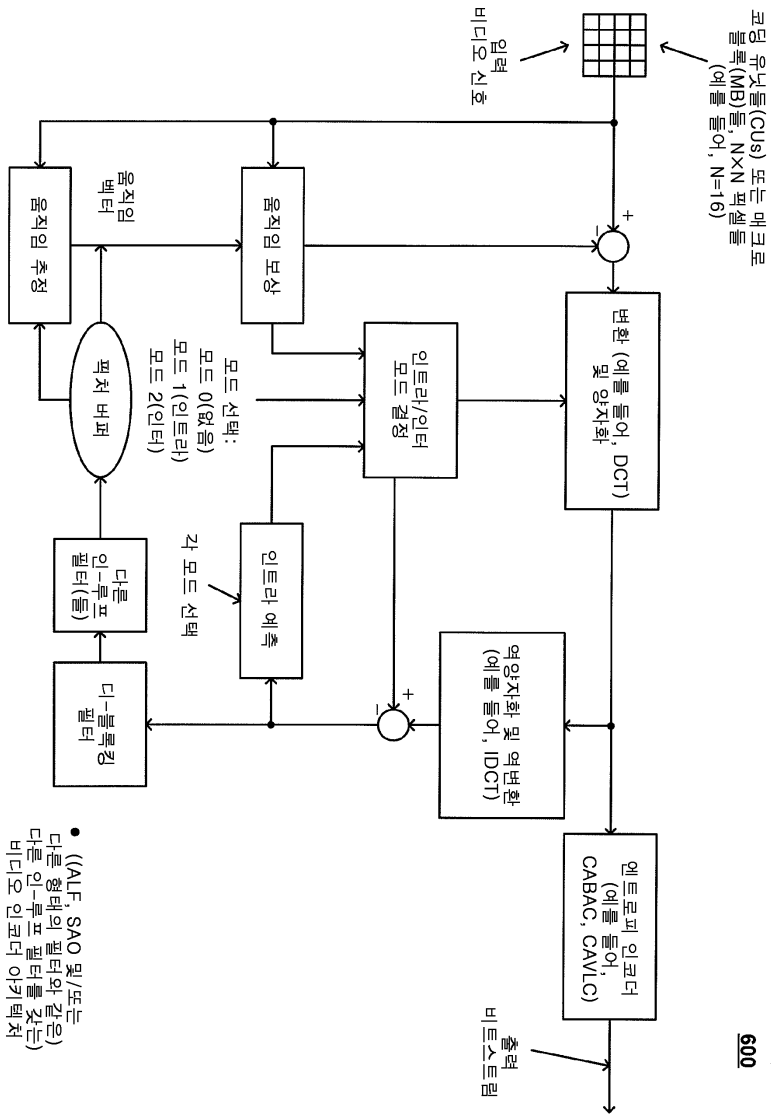 600
코딩 유닛들(CUs) 또는 매크로
블록(MB)들, N×N 픽셀들
(예를 들어, N=16)
입력
비디오 신호
+
−
변환 (예를 들어, DCT)
및 양자화
엔트로피 인코더
(예를 들어,
CABAC, CAVLC)
출력
비트스트림
인트라/인터
모드 결정
역양자화 및 역변환
(예를 들어, IDCT)
+
−
움직임 보상
모드 선택:
모드 0(없음)
모드 1(인트라)
모드 2(인터)
인트라 예측
각 모드 선택
움직임
벡터
움직임 추정
픽처 버퍼
다른
인-루프
필터(들)
디-블록킹
필터
● ((ALF, SAO 및/또는
다른 형태의 필터와 같은)
다른 인-루프 필터를 갖는)
비디오 인코더 아키텍처